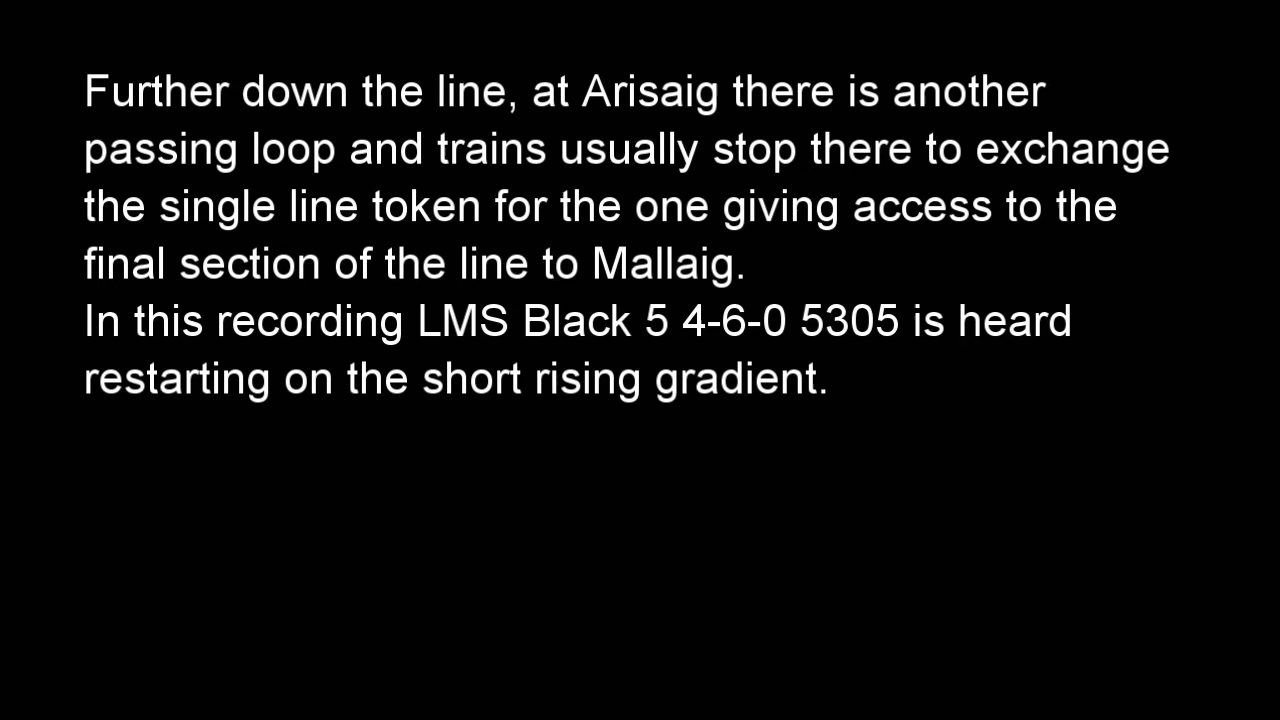 Further down the line, at Arisaig there is another
passing loop and trains usually stop there to exchange
the single line token for the one giving access to the
final section of the line to Mallaig.
In this recording LMS Black 5 4-6-0 5305 is heard
restarting on the short rising gradient.